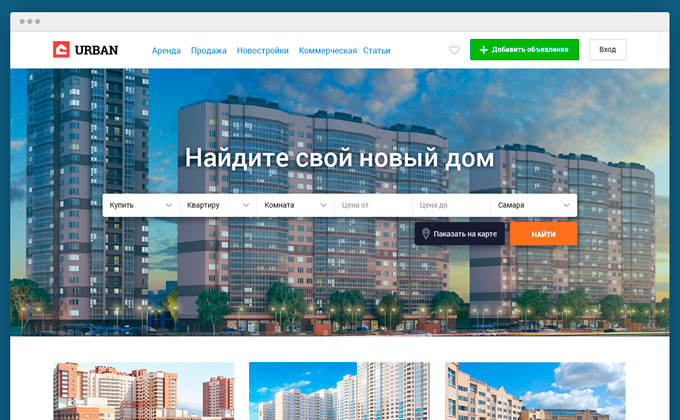 URBAN Аренда Продажа Новостройки Коммерческая Статьи Добавить объявления Вход
Найдите свой новый дом
Купить Квартиру Комната Цена от Цена до Самара
Паказать на карте НАЙТИ